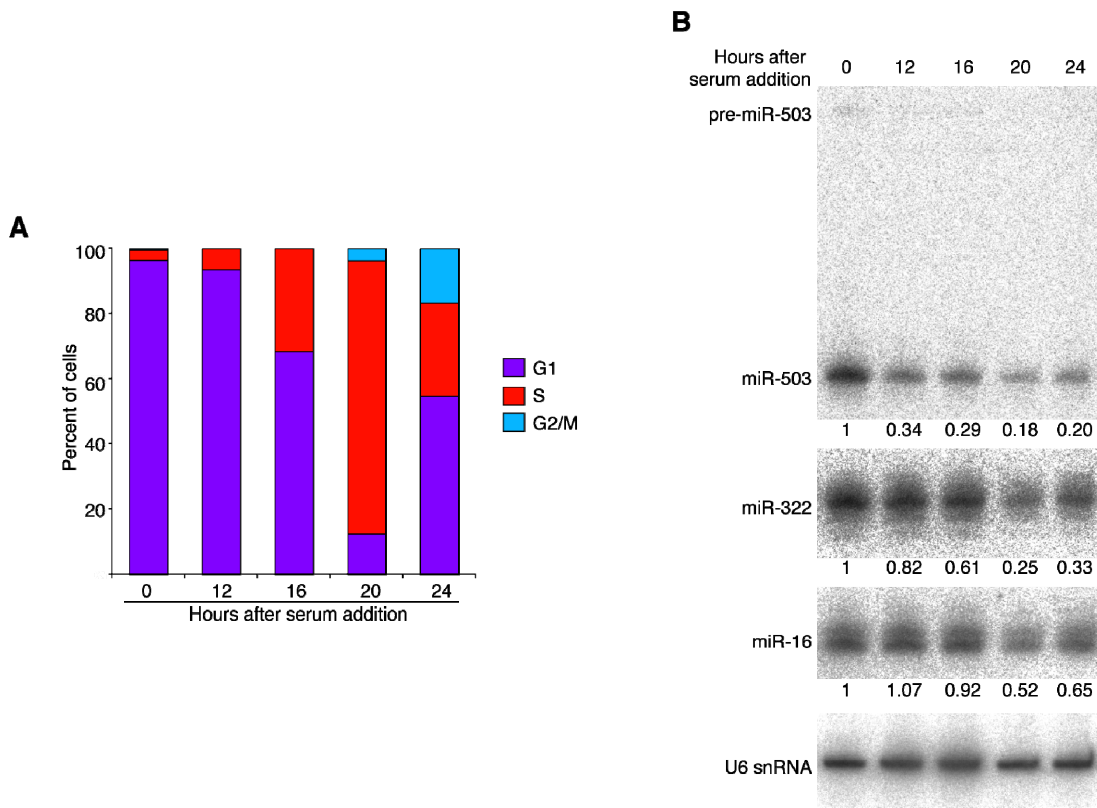 A
100
80
60
40
20
Percent of cells
0 12 16 20 24
Hours after serum addition
G1
S
G2/M
B
Hours after
serum addition
0 12 16 20 24
pre-miR-503
miR-503
1 0.34 0.29 0.18 0.20
miR-322
1 0.82 0.61 0.25 0.33
miR-16
1 1.07 0.92 0.52 0.65
U6 snRNA